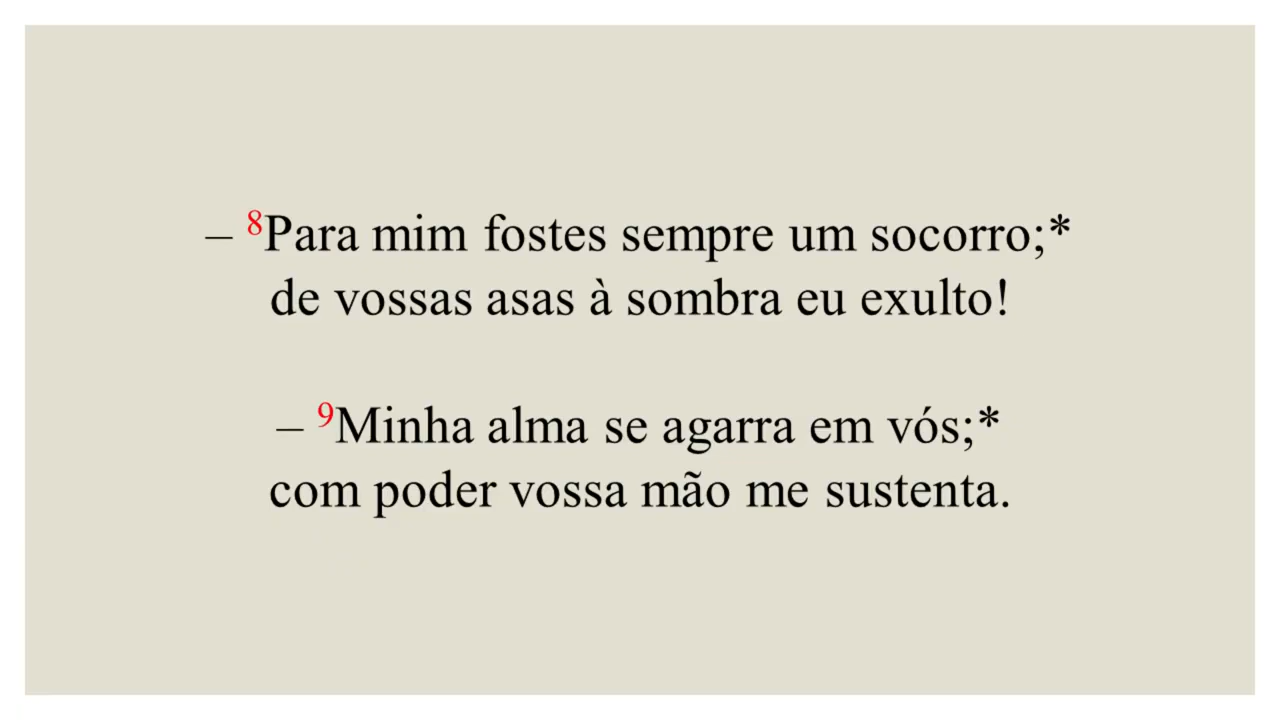 – ⁸Para mim fostes sempre um socorro;*
de vossas asas à sombra eu exulto!
– ⁹Minha alma se agarra em vós;*
com poder vossa mão me sustenta.